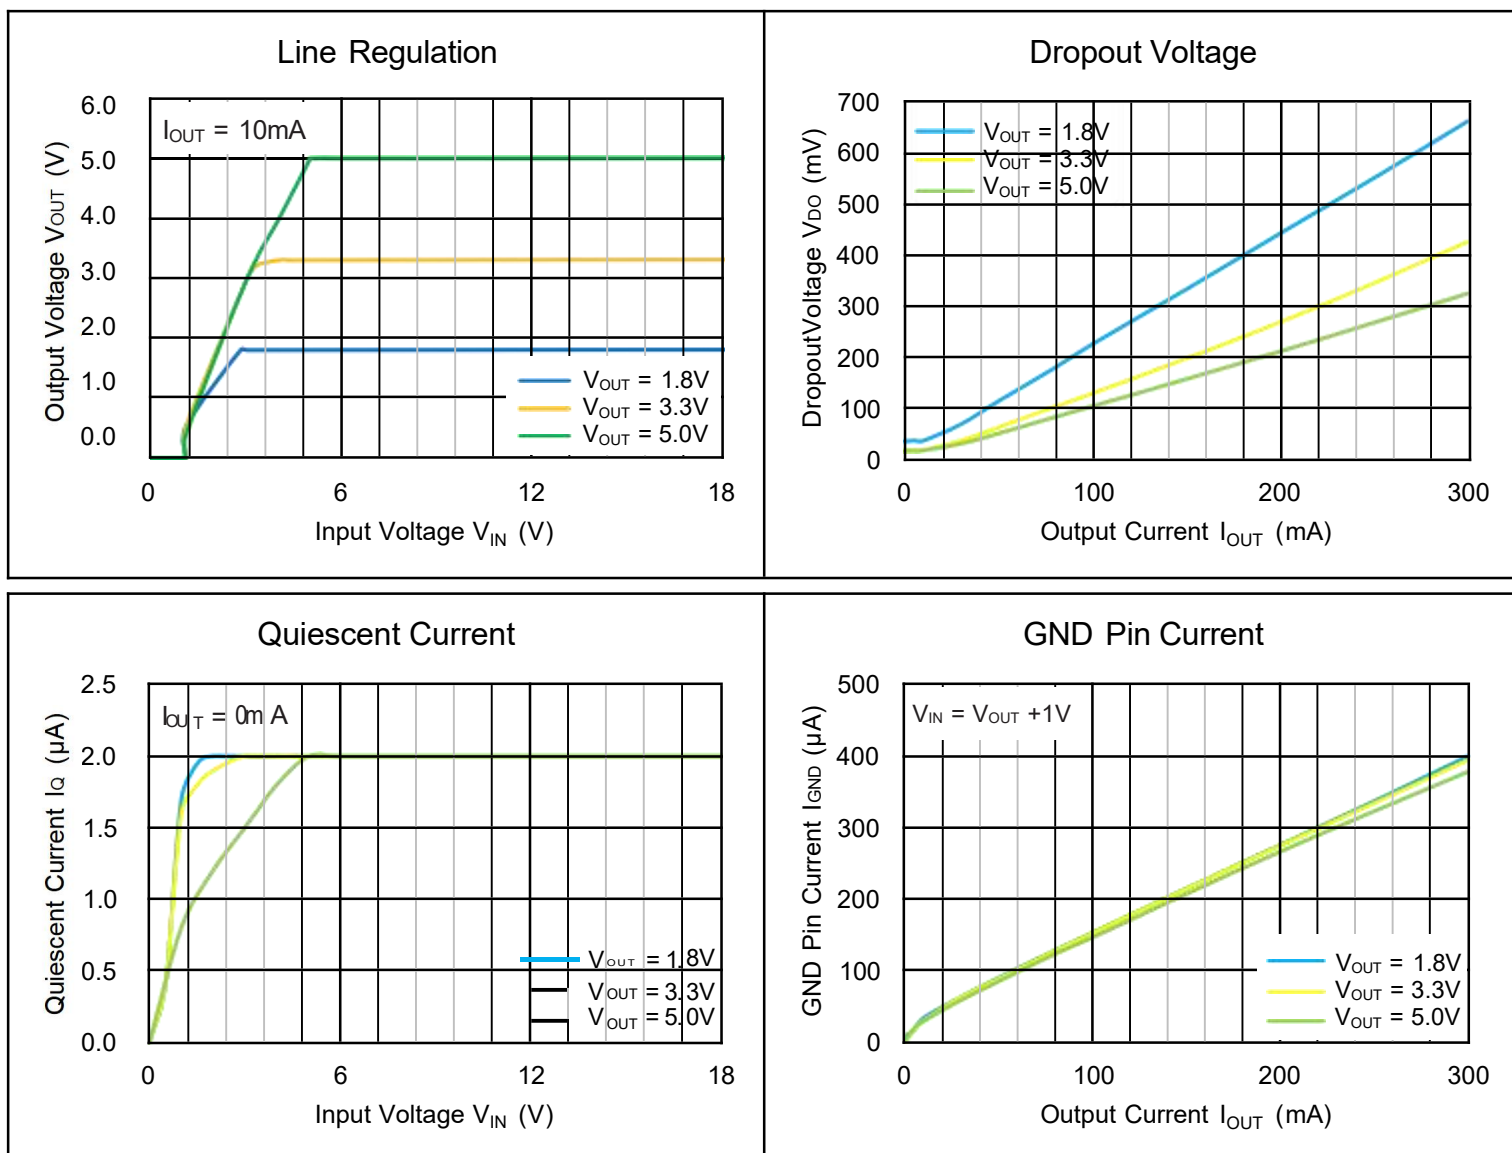 Line Regulation
Output Voltage VOUT (V)
6.0
5.0
4.0
3.0
2.0
1.0
0.0
IOUT = 10mA
VOUT = 1.8V
VOUT = 3.3V
VOUT = 5.0V
0 6 12 18
Input Voltage VIN (V)
Dropout Voltage
DropoutVoltage VDO (mV)
700
600
500
400
300
200
100
0
VOUT = 1.8V
VOUT = 3.3V
VOUT = 5.0V
0 100 200 300
Output Current IOUT (mA)
Quiescent Current
Quiescent Current IQ (µA)
2.5
2.0
1.5
1.0
0.5
0.0
IOUT = 0mA
VOUT = 1.8V
VOUT = 3.3V
VOUT = 5.0V
0 6 12 18
Input Voltage VIN (V)
GND Pin Current
GND Pin Current IGND (µA)
500
400
300
200
100
0
VIN = VOUT +1V
VOUT = 1.8V
VOUT = 3.3V
VOUT = 5.0V
0 100 200 300
Output Current IOUT (mA)